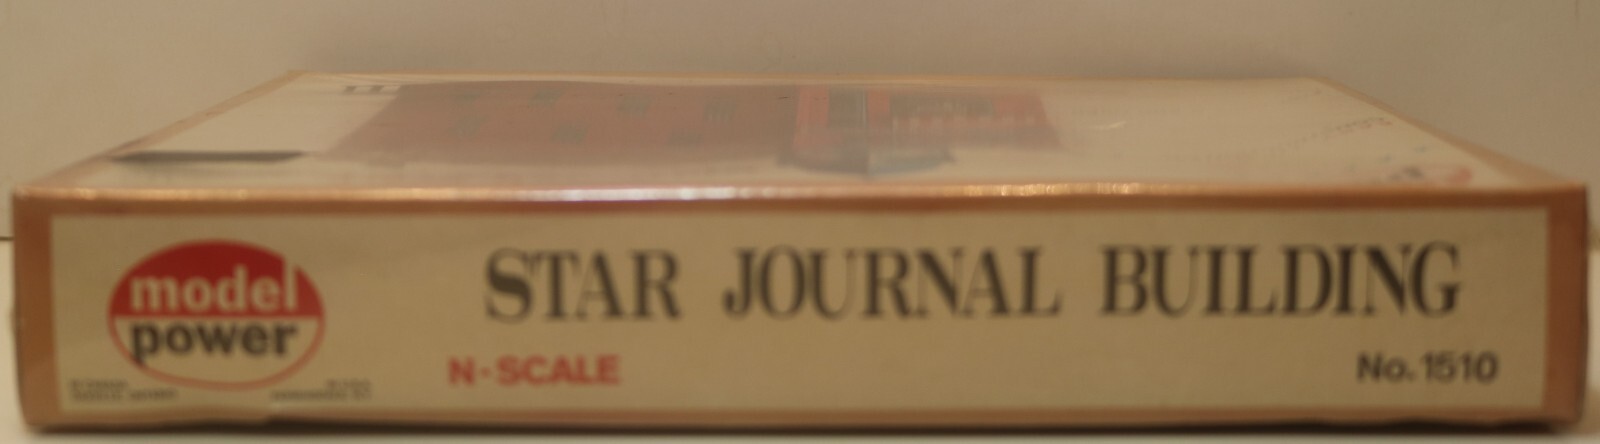 model
power
STAR JOURNAL BUILDING
N-SCALE
No. 1510